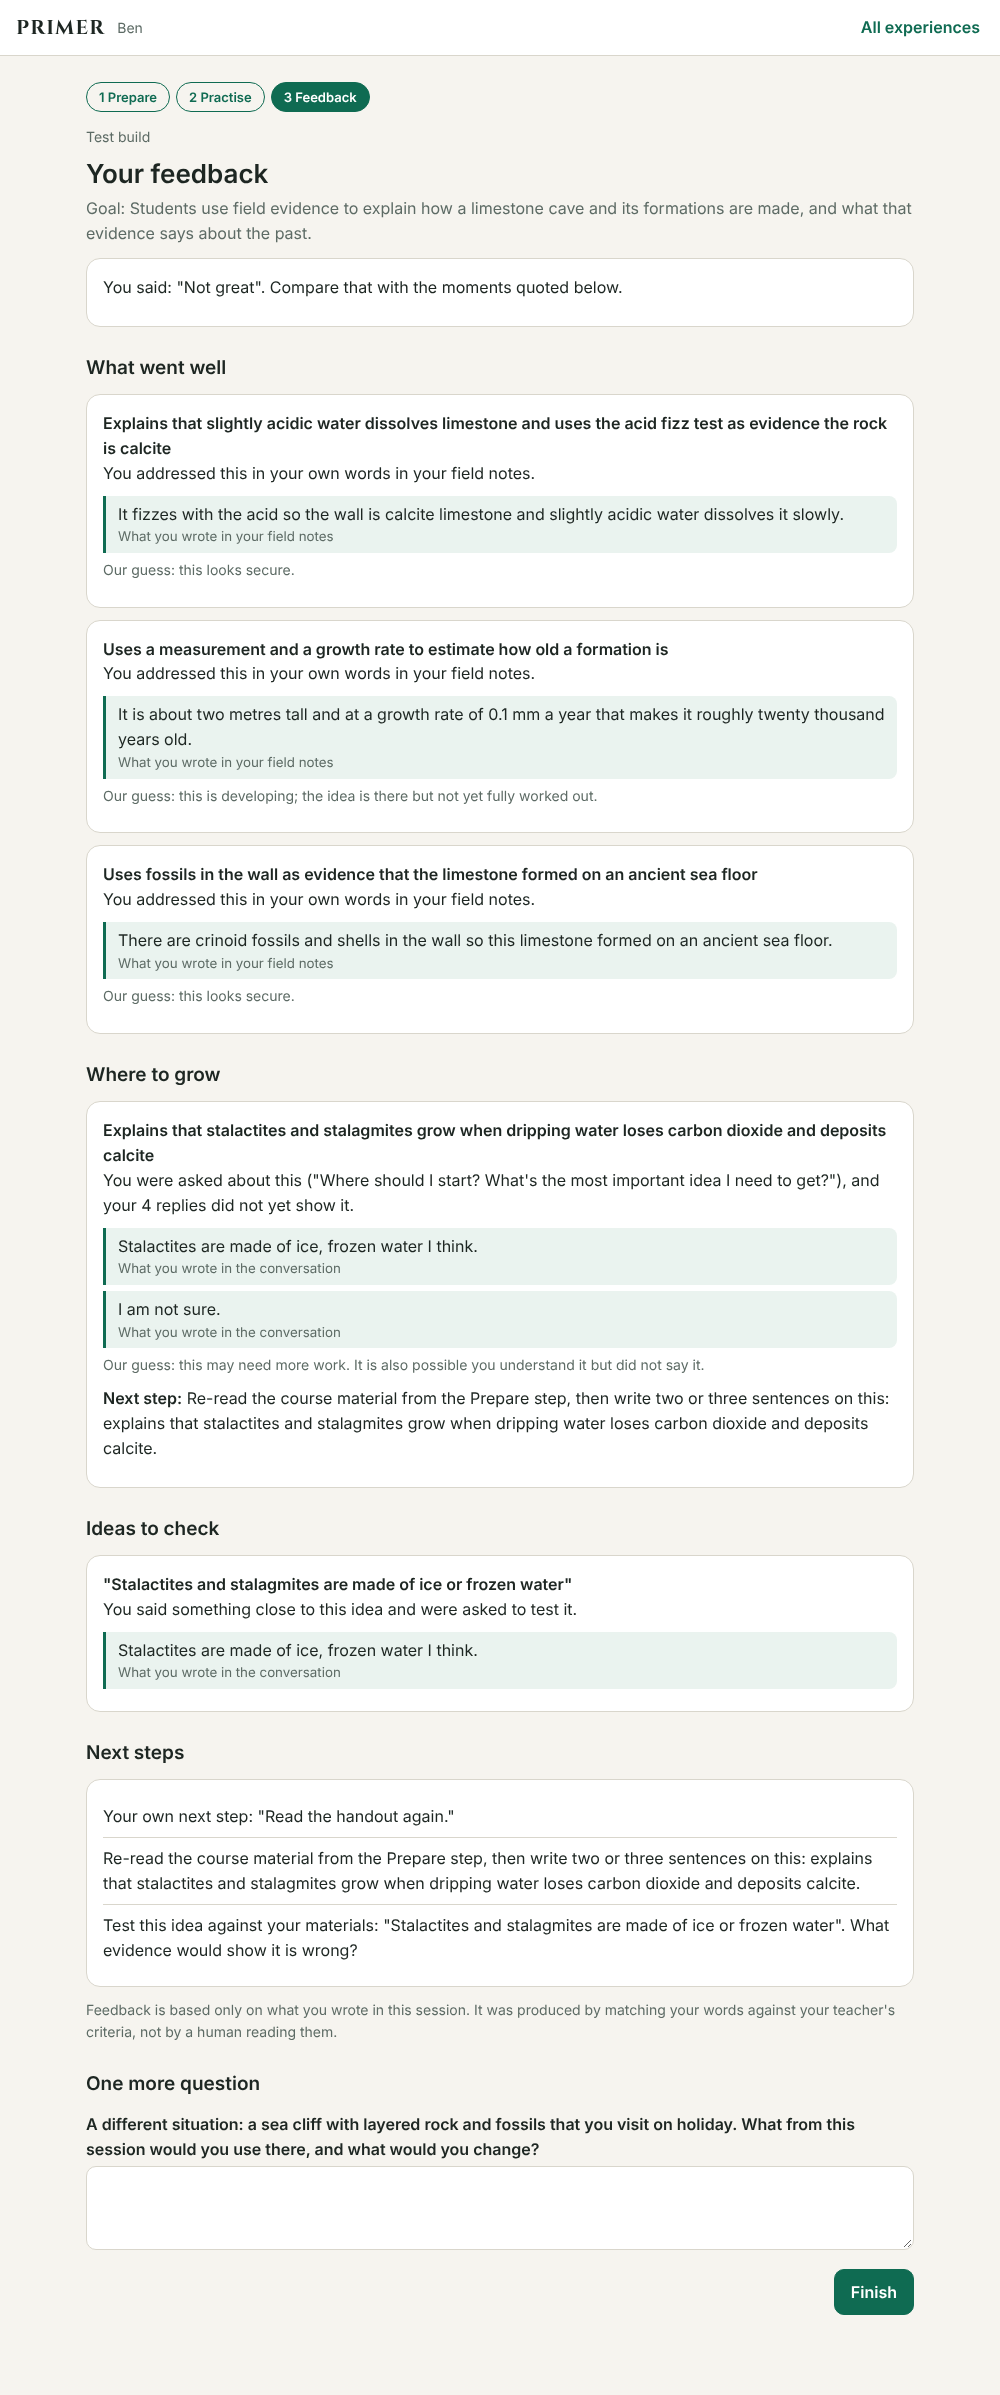 PRIMER Ben
All experiences
1 Prepare
2 Practise
3 Feedback
Test build
Your feedback
Goal: Students use field evidence to explain how a limestone cave and its formations are made, and what that
evidence says about the past.
You said: "Not great". Compare that with the moments quoted below.
What went well
Explains that slightly acidic water dissolves limestone and uses the acid fizz test as evidence the rock
is calcite
You addressed this in your own words in your field notes.
It fizzes with the acid so the wall is calcite limestone and slightly acidic water dissolves it slowly.
What you wrote in your field notes
Our guess: this looks secure.
Uses a measurement and a growth rate to estimate how old a formation is
You addressed this in your own words in your field notes.
It is about two metres tall and at a growth rate of 0.1 mm a year that makes it roughly twenty thousand
years old.
What you wrote in your field notes
Our guess: this is developing; the idea is there but not yet fully worked out.
Uses fossils in the wall as evidence that the limestone formed on an ancient sea floor
You addressed this in your own words in your field notes.
There are crinoid fossils and shells in the wall so this limestone formed on an ancient sea floor.
What you wrote in your field notes
Our guess: this looks secure.
Where to grow
Explains that stalactites and stalagmites grow when dripping water loses carbon dioxide and deposits
calcite
You were asked about this ("Where should I start? What's the most important idea I need to get?"), and
your 4 replies did not yet show it.
Stalactites are made of ice, frozen water I think.
What you wrote in the conversation
I am not sure.
What you wrote in the conversation
Our guess: this may need more work. It is also possible you understand it but did not say it.
Next step: Re-read the course material from the Prepare step, then write two or three sentences on this:
explains that stalactites and stalagmites grow when dripping water loses carbon dioxide and deposits
calcite.
Ideas to check
"Stalactites and stalagmites are made of ice or frozen water"
You said something close to this idea and were asked to test it.
Stalactites are made of ice, frozen water I think.
What you wrote in the conversation
Next steps
Your own next step: "Read the handout again."
Re-read the course material from the Prepare step, then write two or three sentences on this: explains
that stalactites and stalagmites grow when dripping water loses carbon dioxide and deposits calcite.
Test this idea against your materials: "Stalactites and stalagmites are made of ice or frozen water". What
evidence would show it is wrong?
Feedback is based only on what you wrote in this session. It was produced by matching your words against your teacher's
criteria, not by a human reading them.
One more question
A different situation: a sea cliff with layered rock and fossils that you visit on holiday. What from this
session would you use there, and what would you change?
Finish